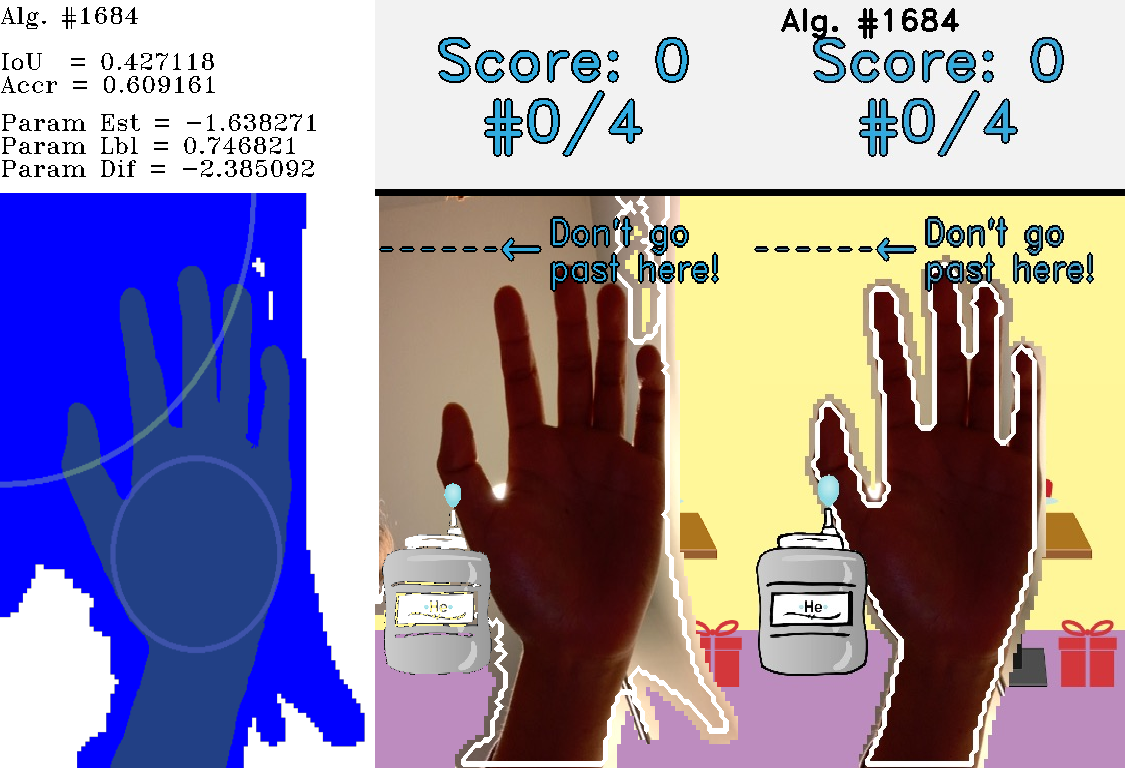 Alg. #1684
IoU = 0.427118
Accr = 0.609161
Param Est = −1.638271
Param Lbl = 0.746821
Param Dif = −2.385092
Score: 0
#0/4
Alg. #1684
Score: 0
#0/4
Don't go
past here!
Don't go
past here!
He
He